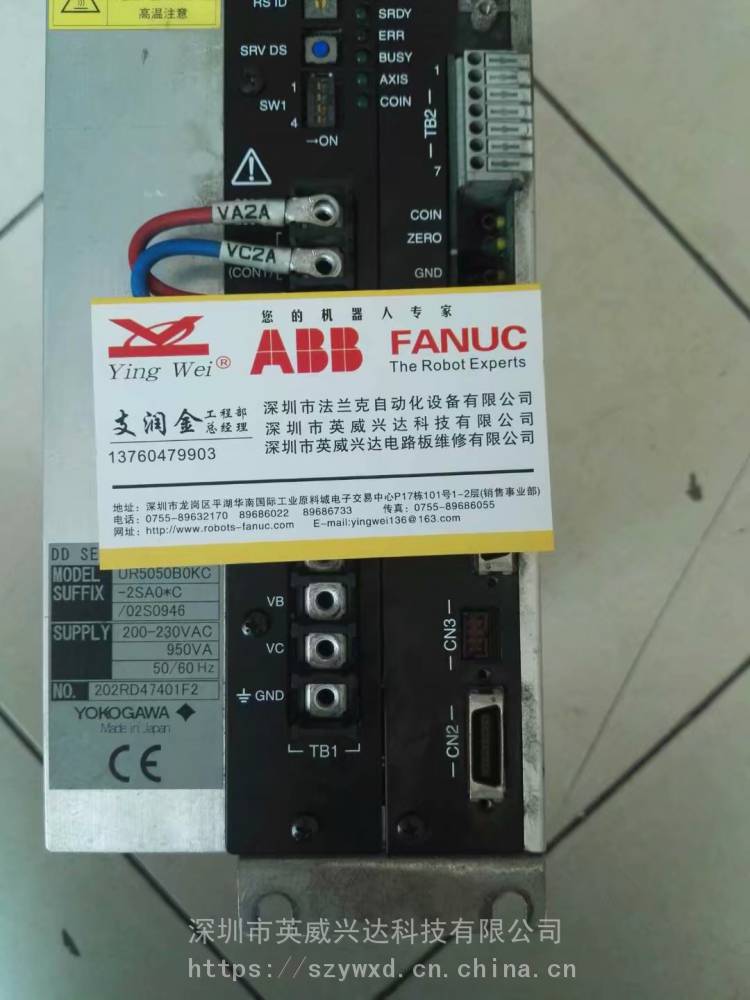 高温注意
RS ID
SRDY
ERR
SRV DS
BUSY
AXIS
SW1
COIN
1
4
→ON
1
TB2
7
VA2A
VC2A
(CONT)
COIN
ZERO
GND
您的机器人专家
Ying Wei®
ABB
FANUC
The Robot Experts
支润金
工程部
总经理
13760479903
深圳市法兰克自动化设备有限公司
深圳市英威兴达科技有限公司
深圳市英威兴达电路板维修有限公司
地址：深圳市龙岗区平湖华南国际工业原料城电子交易中心P17栋101号1-2层(销售事业部)
电话：0755-89632170 89686022 89686733 传真：0755-89686055
网址：http://www.robots-fanuc.com E-mail:yingwei136@163.com
DD SE
MODEL UR5050B0KC
SUFFIX -2SA0*C
/02S0946
SUPPLY 200-230VAC
950VA
50/60Hz
NO. 202RD47401F2
YOKOGAWA
Made in Japan
CE
VB
VC
GND
TB1
CN3
CN2
深圳市英威兴达科技有限公司
https://szywxd.cn.china.cn